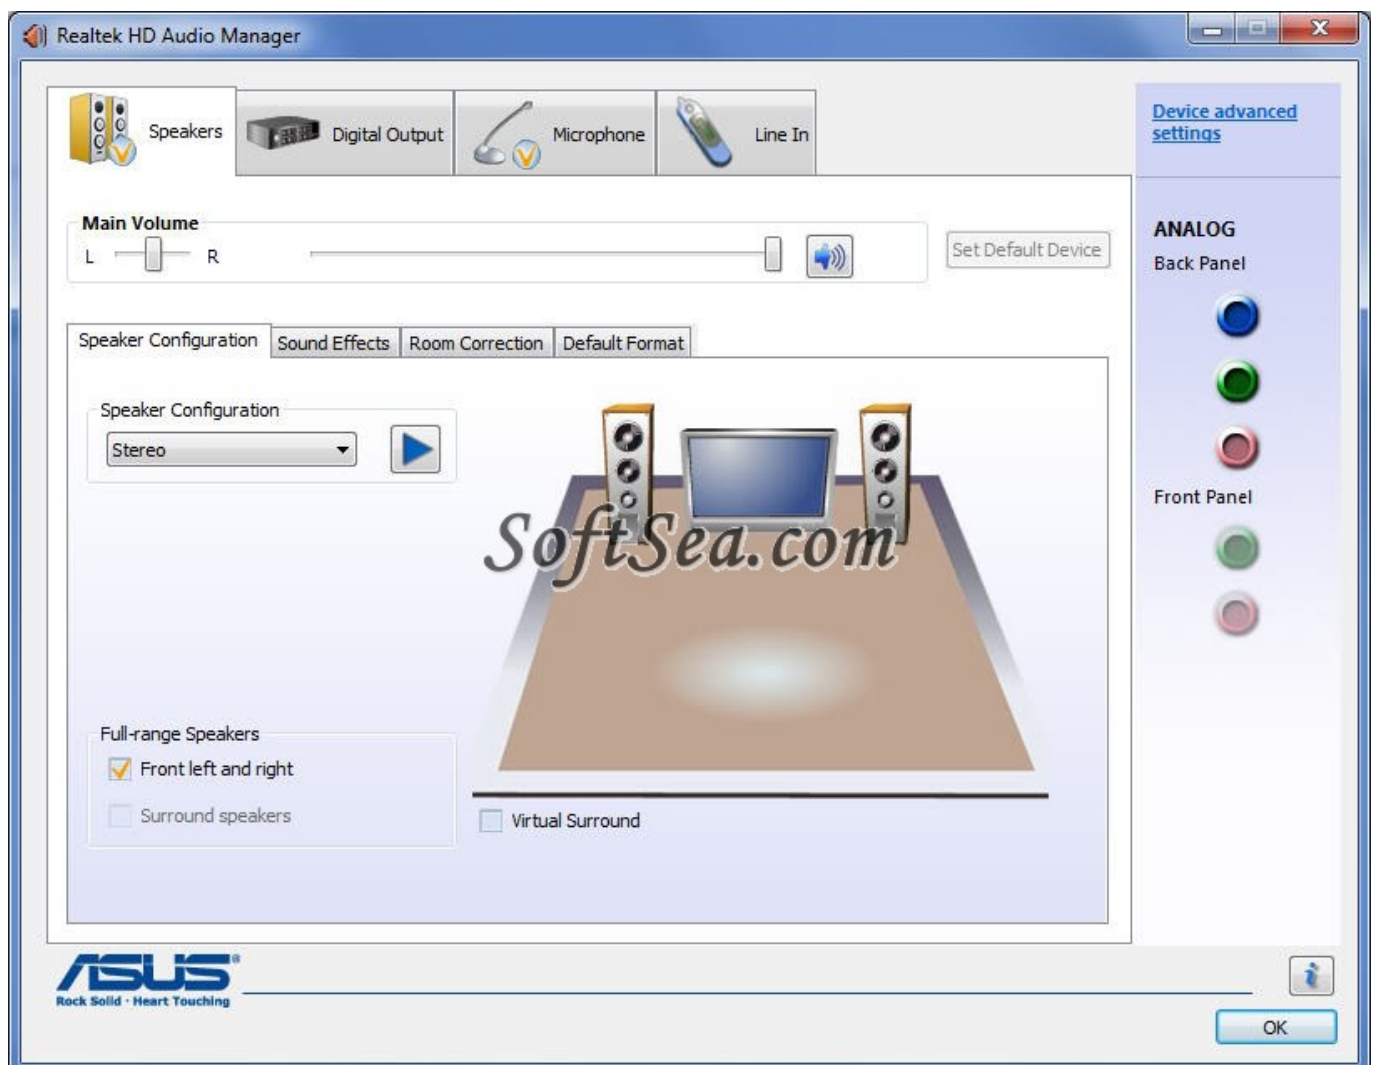 Realtek HD Audio Manager
Speakers
Digital Output
Microphone
Line In
Device advanced
settings
Main Volume
L
R
Set Default Device
ANALOG
Back Panel
Speaker Configuration
Sound Effects
Room Correction
Default Format
Speaker Configuration
Stereo
Front Panel
SoftSea.com
Full-range Speakers
Front left and right
Surround speakers
Virtual Surround
ASUS®
Rock Solid · Heart Touching
i
OK